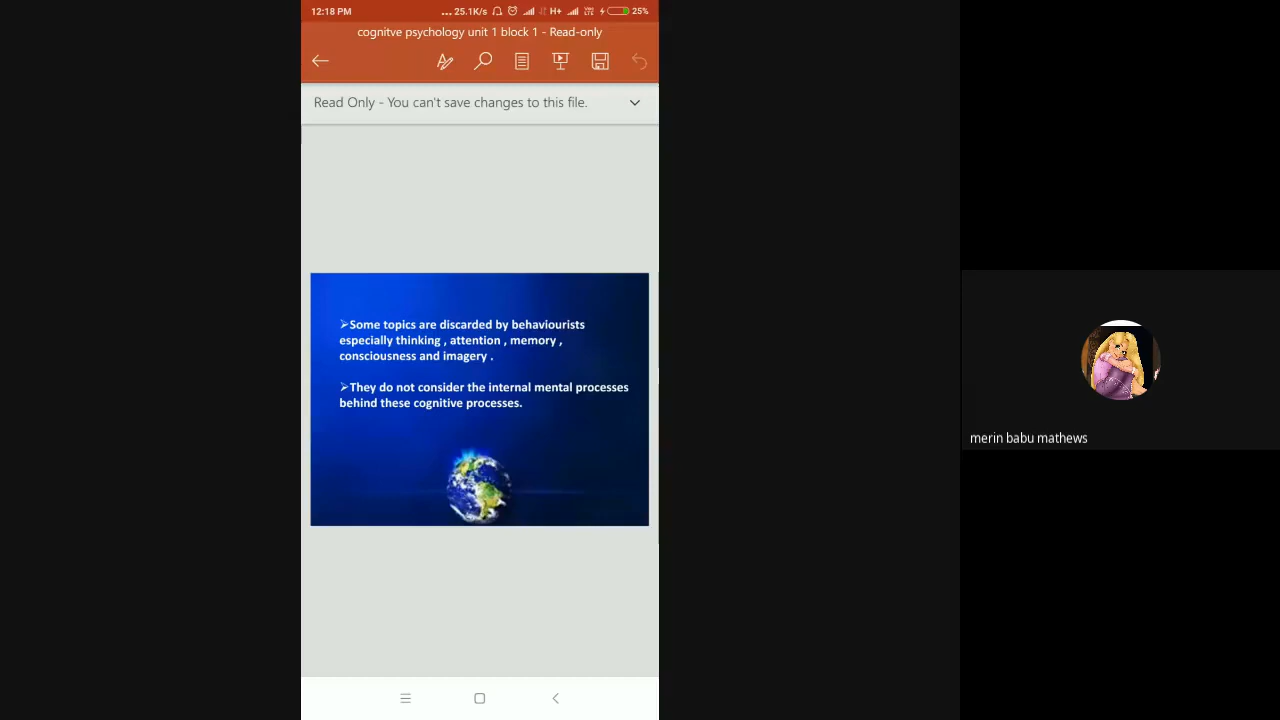 12:18 PM
... 25.1K/s
H+
25%
cognitve psychology unit 1 block 1 - Read-only
Read Only - You can't save changes to this file.
➢Some topics are discarded by behaviourists
especially thinking , attention , memory ,
consciousness and imagery .
➢They do not consider the internal mental processes
behind these cognitive processes.
merin babu mathews